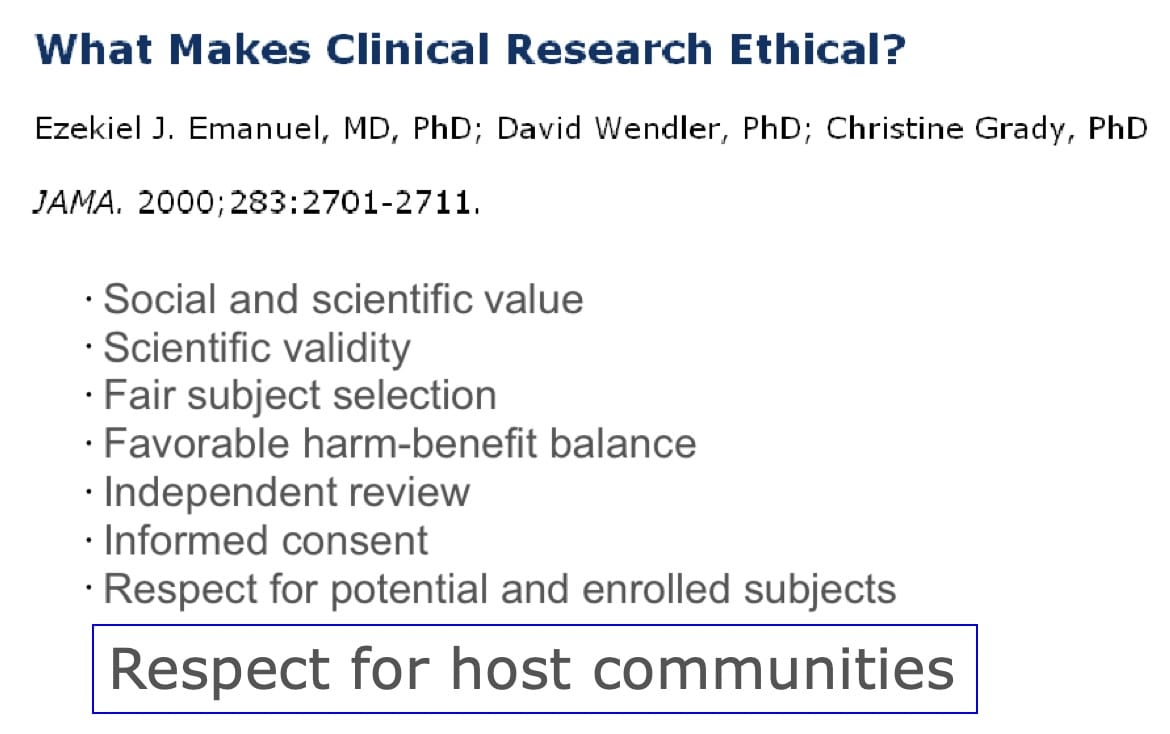 What Makes Clinical Research Ethical?
Ezekiel J. Emanuel, MD, PhD; David Wendler, PhD; Christine Grady, PhD
JAMA. 2000;283:2701-2711.
· Social and scientific value
· Scientific validity
· Fair subject selection
· Favorable harm-benefit balance
· Independent review
· Informed consent
· Respect for potential and enrolled subjects
Respect for host communities